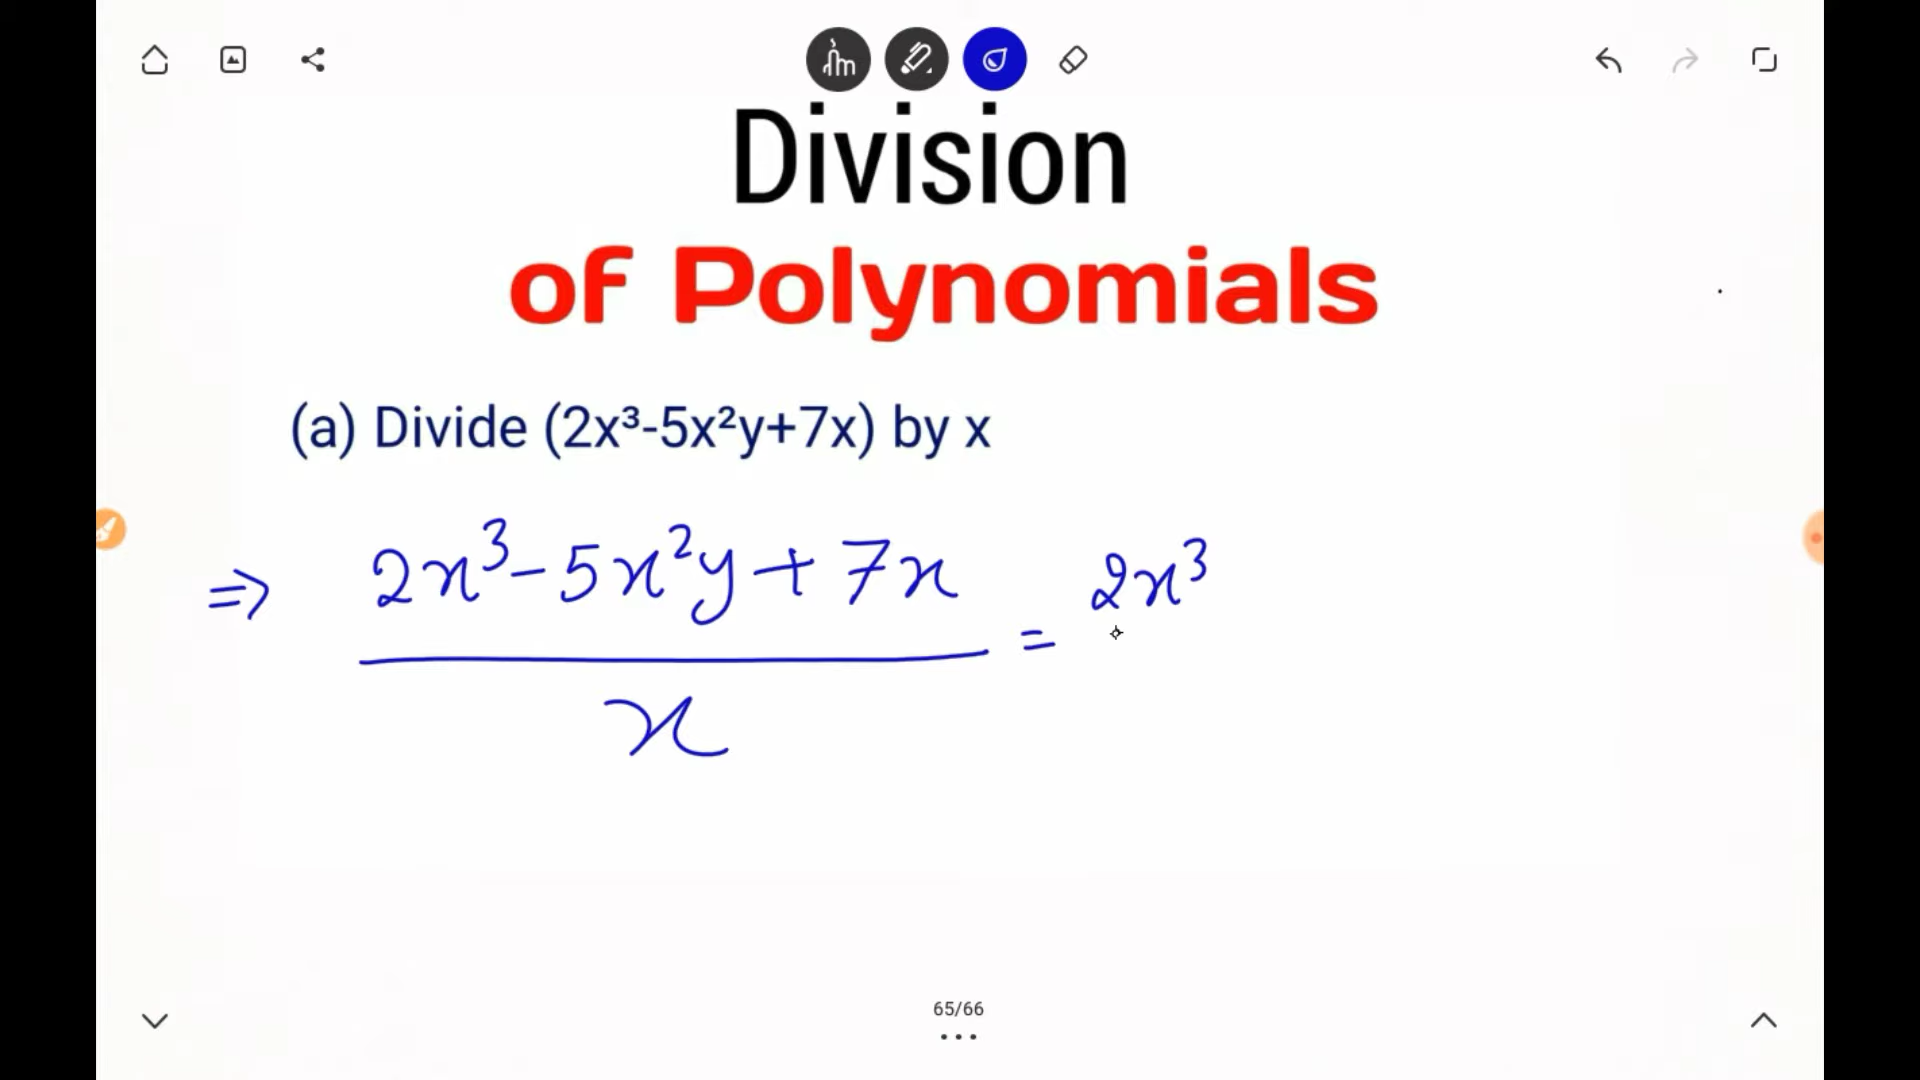 Division
of Polynomials
(a) Divide (2x³-5x²y+7x) by x
⇒ 2x³ - 5x²y + 7x = 2x³
x
65/66